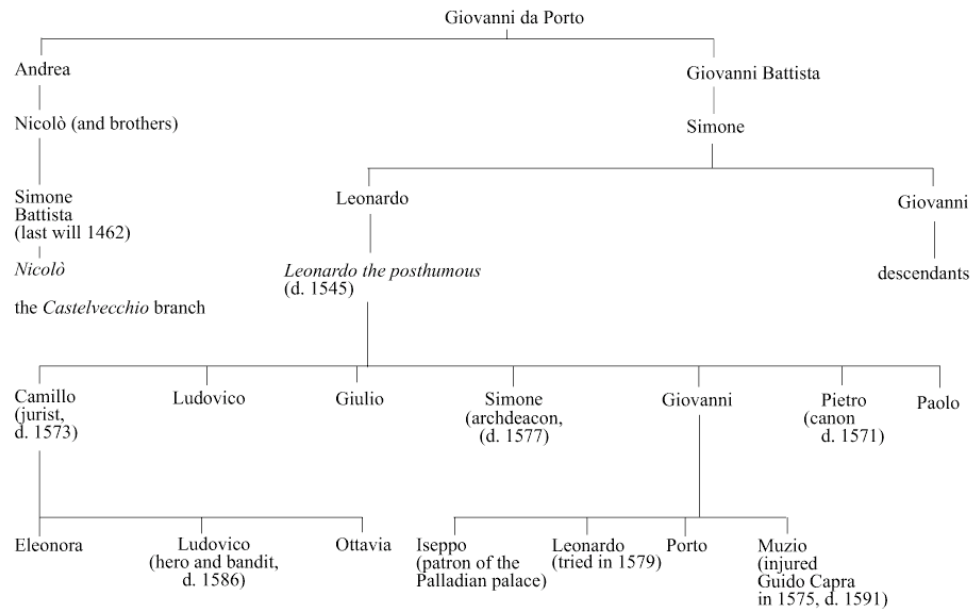 Giovanni da Porto
Andrea
Giovanni Battista
Nicolò (and brothers)
Simone
Simone
Battista
(last will 1462)
Leonardo
Giovanni
Nicolò
Leonardo the posthumous
(d. 1545)
descendants
the Castelvecchio branch
Camillo
(jurist,
d. 1573)
Ludovico
Giulio
Simone
(archdeacon,
(d. 1577)
Giovanni
Pietro
(canon
d. 1571)
Paolo
Eleonora
Ludovico
(hero and bandit,
d. 1586)
Ottavia
Iseppo
(patron of the
Palladian palace)
Leonardo
(tried in 1579)
Porto
Muzio
(injured
Guido Capra
in 1575, d. 1591)